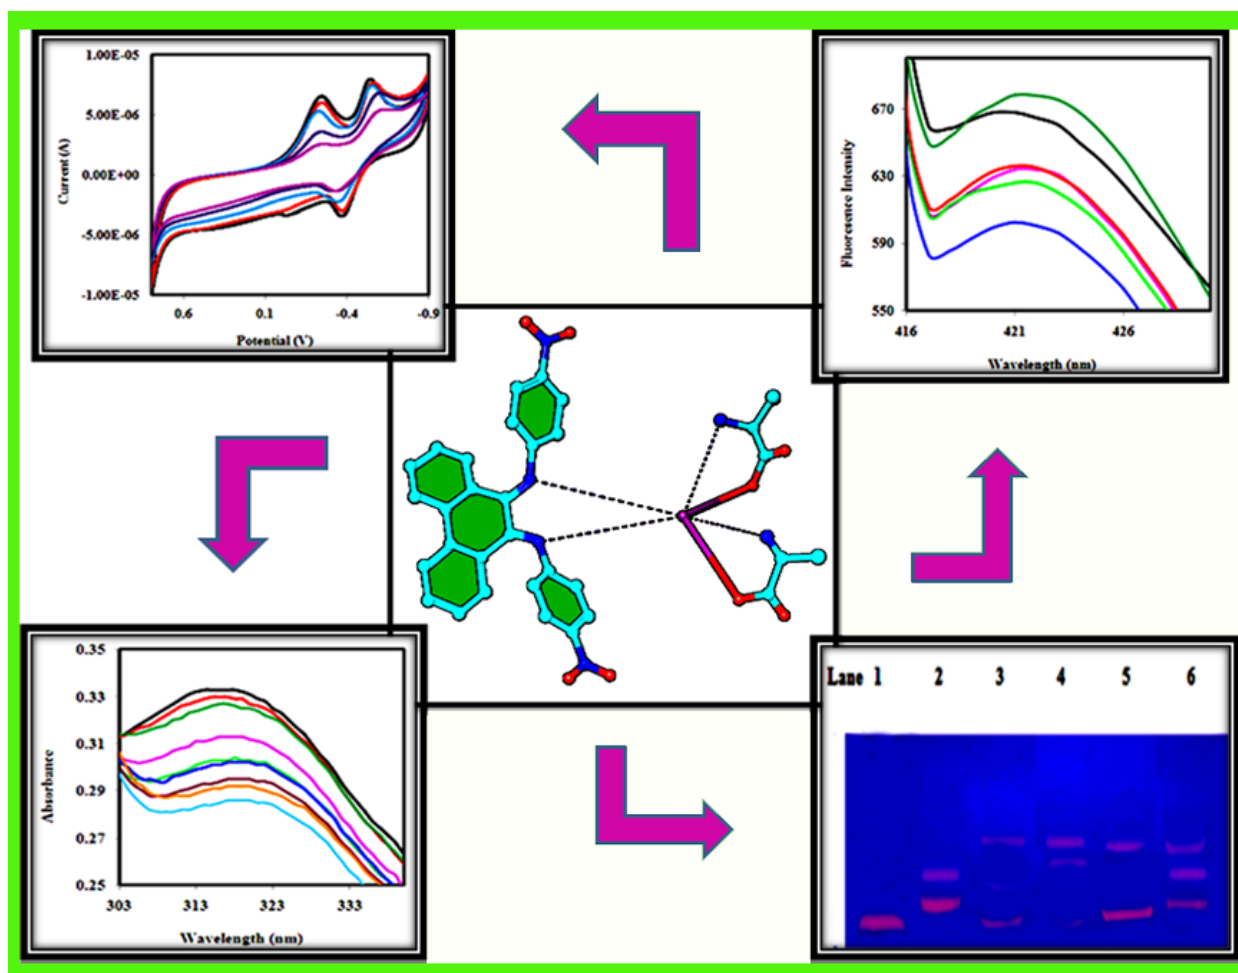 1.00E-05
5.00E-06
0.00E+00
-5.00E-06
-1.00E-05
Current (A)
0.6 0.1 -0.4 -0.9
Potential (V)
670
630
590
550
Fluorescence Intensity
416 421 426
Wavelength (nm)
0.35
0.33
0.31
0.29
0.27
0.25
Absorbance
303 313 323 333
Wavelength (nm)
Lane 1 2 3 4 5 6